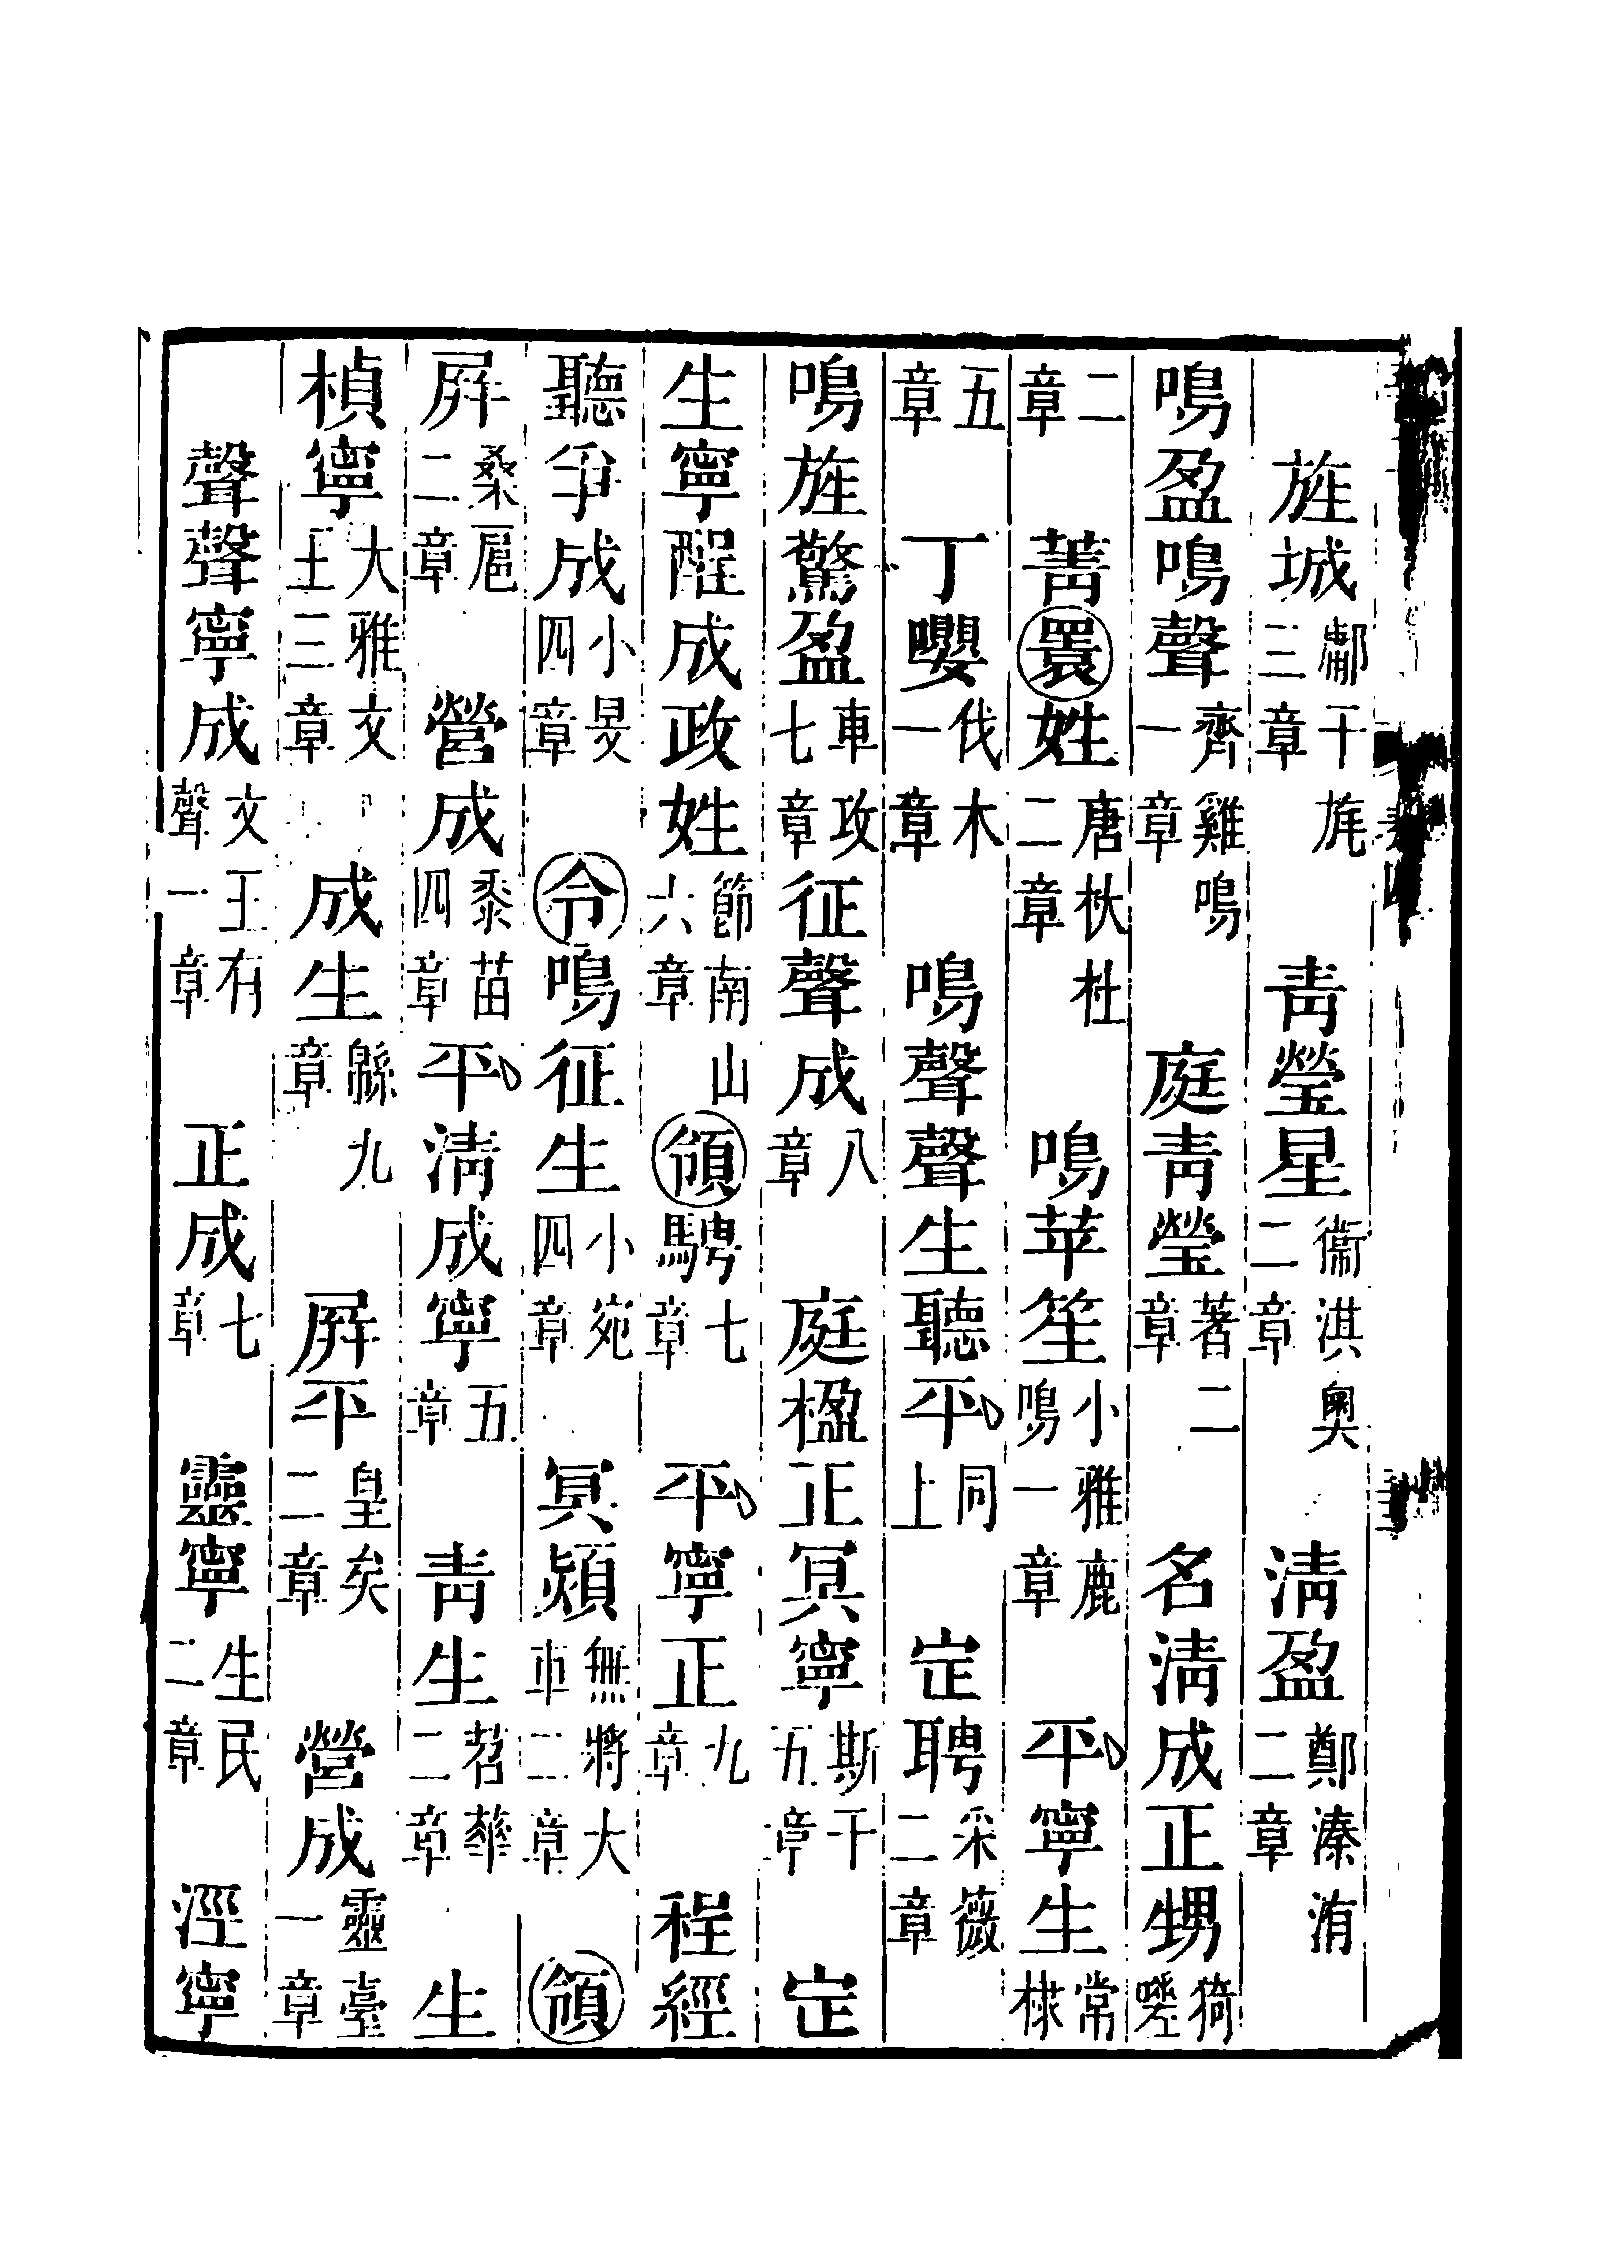 旌城鄘干旄三章　青瑩星衞淇奧二章　清盈鄭溱洧二章
鳴盈鳴聲齊雞鳴一章　庭青瑩著二章　名清成正甥猗嗟
二章　菁睘姓唐杕杜二章　鳴苹笙小雅鹿鳴一章　平寧生常棣
五章　丁嚶伐木一章　鳴聲聲生聽平同上　定聘采薇二章
鳴旌驚盈車攻七章　征聲成八章　庭楹正冥寧斯干五章　定
生寧酲成政姓節南山六章　領騁七章　平寧正九章　程經
聽爭成小旻四章　令鳴征生小宛四章　冥熲無將大車二章　領
屏桑扈二章　營成黍苗四章　平清成寧五章　青生苕華二章　生
楨寧大雅文王三章　成生緜九章　屏平皇矣二章　營成靈臺一章
聲聲寧成文王有聲一章　正成七章　靈寧生民二章　涇寧